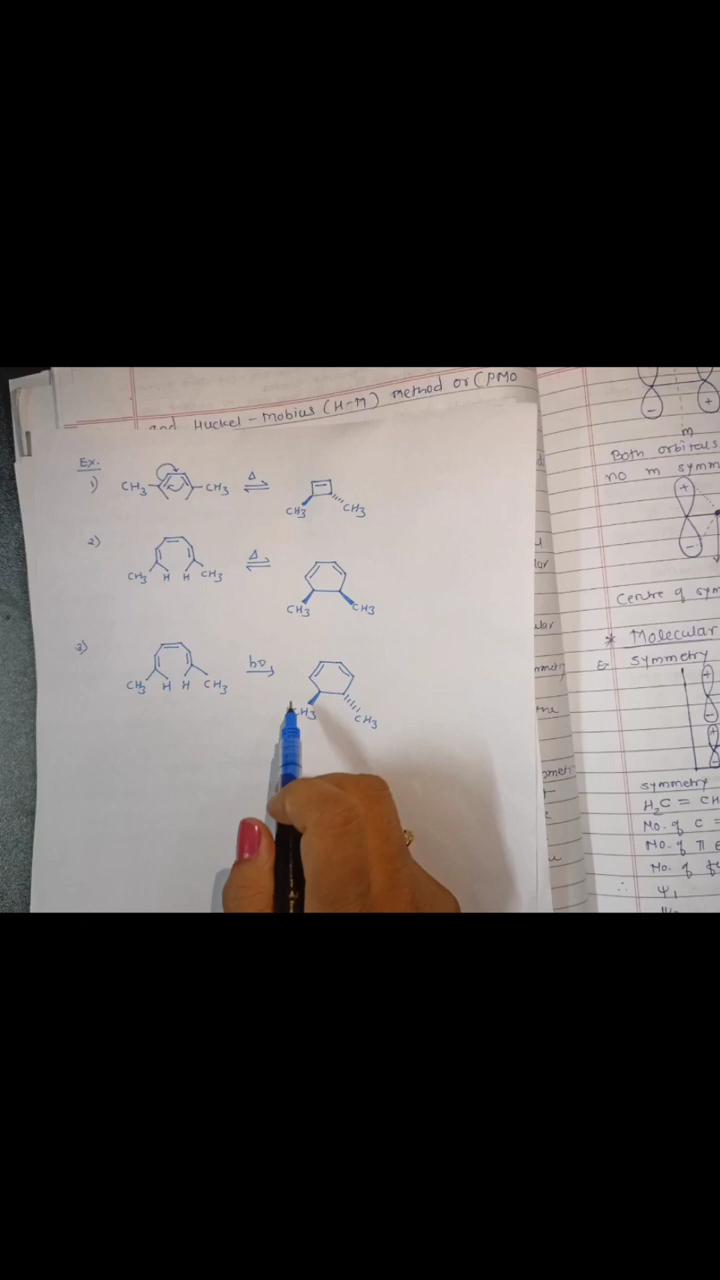 and Huckel-Mobius (H-M) method or (PMO
Ex.
1) CH3 CH3 Δ CH3 CH3
2) CH3 H H CH3 Δ CH3 CH3
3) CH3 H H CH3 hυ CH3 CH3
m
Both orbitals
no m symm
Centre of sym
* Molecular
symmetry
symmetry
H2C = CH
No. of C =
No. of π e
No. of
∴ Ψ1